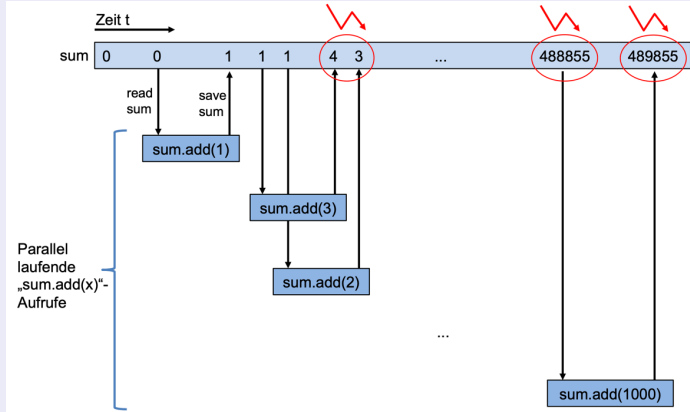 Zeit t
sum 0 0 1 1 1 4 3 ... 488855 489855
read
sum
save
sum
sum.add(1)
sum.add(3)
Parallel
laufende
„sum.add(x)“-
Aufrufe
sum.add(2)
...
sum.add(1000)